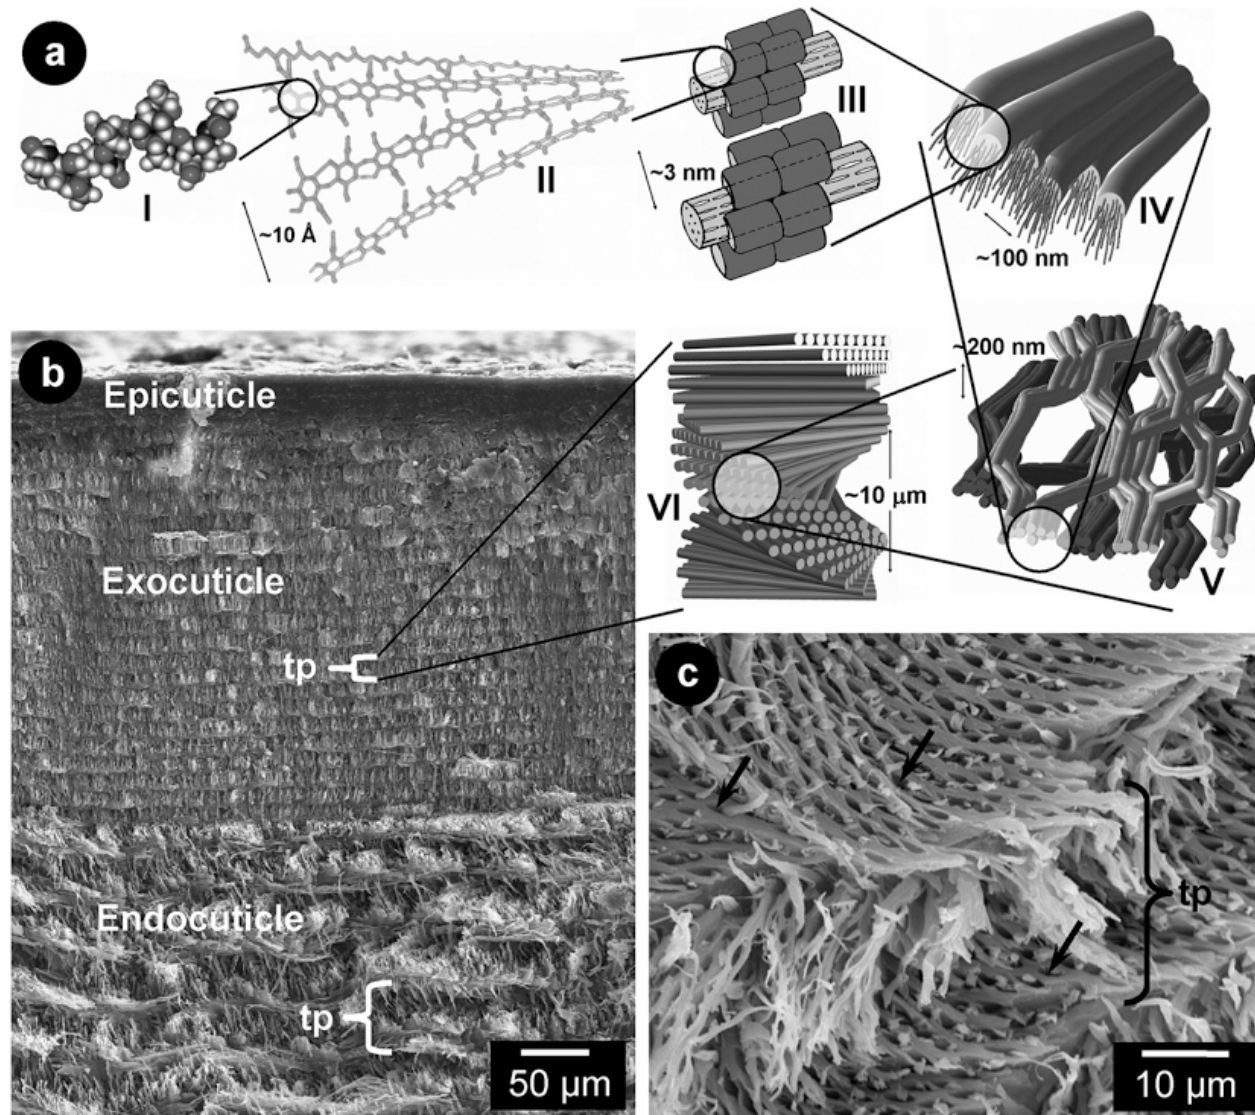 a
I
~10 Å
II
~3 nm
III
~100 nm
IV
b
Epicuticle
Exocuticle
tp
Endocuticle
tp
50 µm
VI
~10 µm
~200 nm
V
c
tp
10 µm